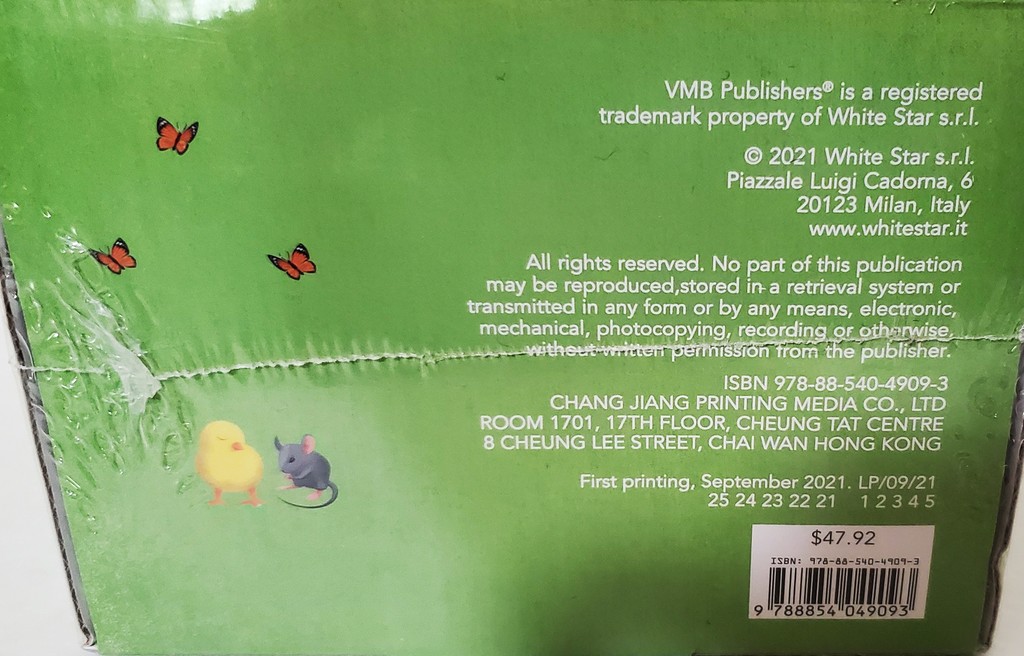 VMB Publishers® is a registered
trademark property of White Star s.r.l.
© 2021 White Star s.r.l.
Piazzale Luigi Cadorna, 6
20123 Milan, Italy
www.whitestar.it
All rights reserved. No part of this publication
may be reproduced,stored in a retrieval system or
transmitted in any form or by any means, electronic,
mechanical, photocopying, recording or otherwise,
without written permission from the publisher.
ISBN 978-88-540-4909-3
CHANG JIANG PRINTING MEDIA CO., LTD
ROOM 1701, 17TH FLOOR, CHEUNG TAT CENTRE
8 CHEUNG LEE STREET, CHAI WAN HONG KONG
First printing, September 2021. LP/09/21
25 24 23 22 21 1 2 3 4 5
$47.92
ISBN: 978-88-540-4909-3
9 788854 049093